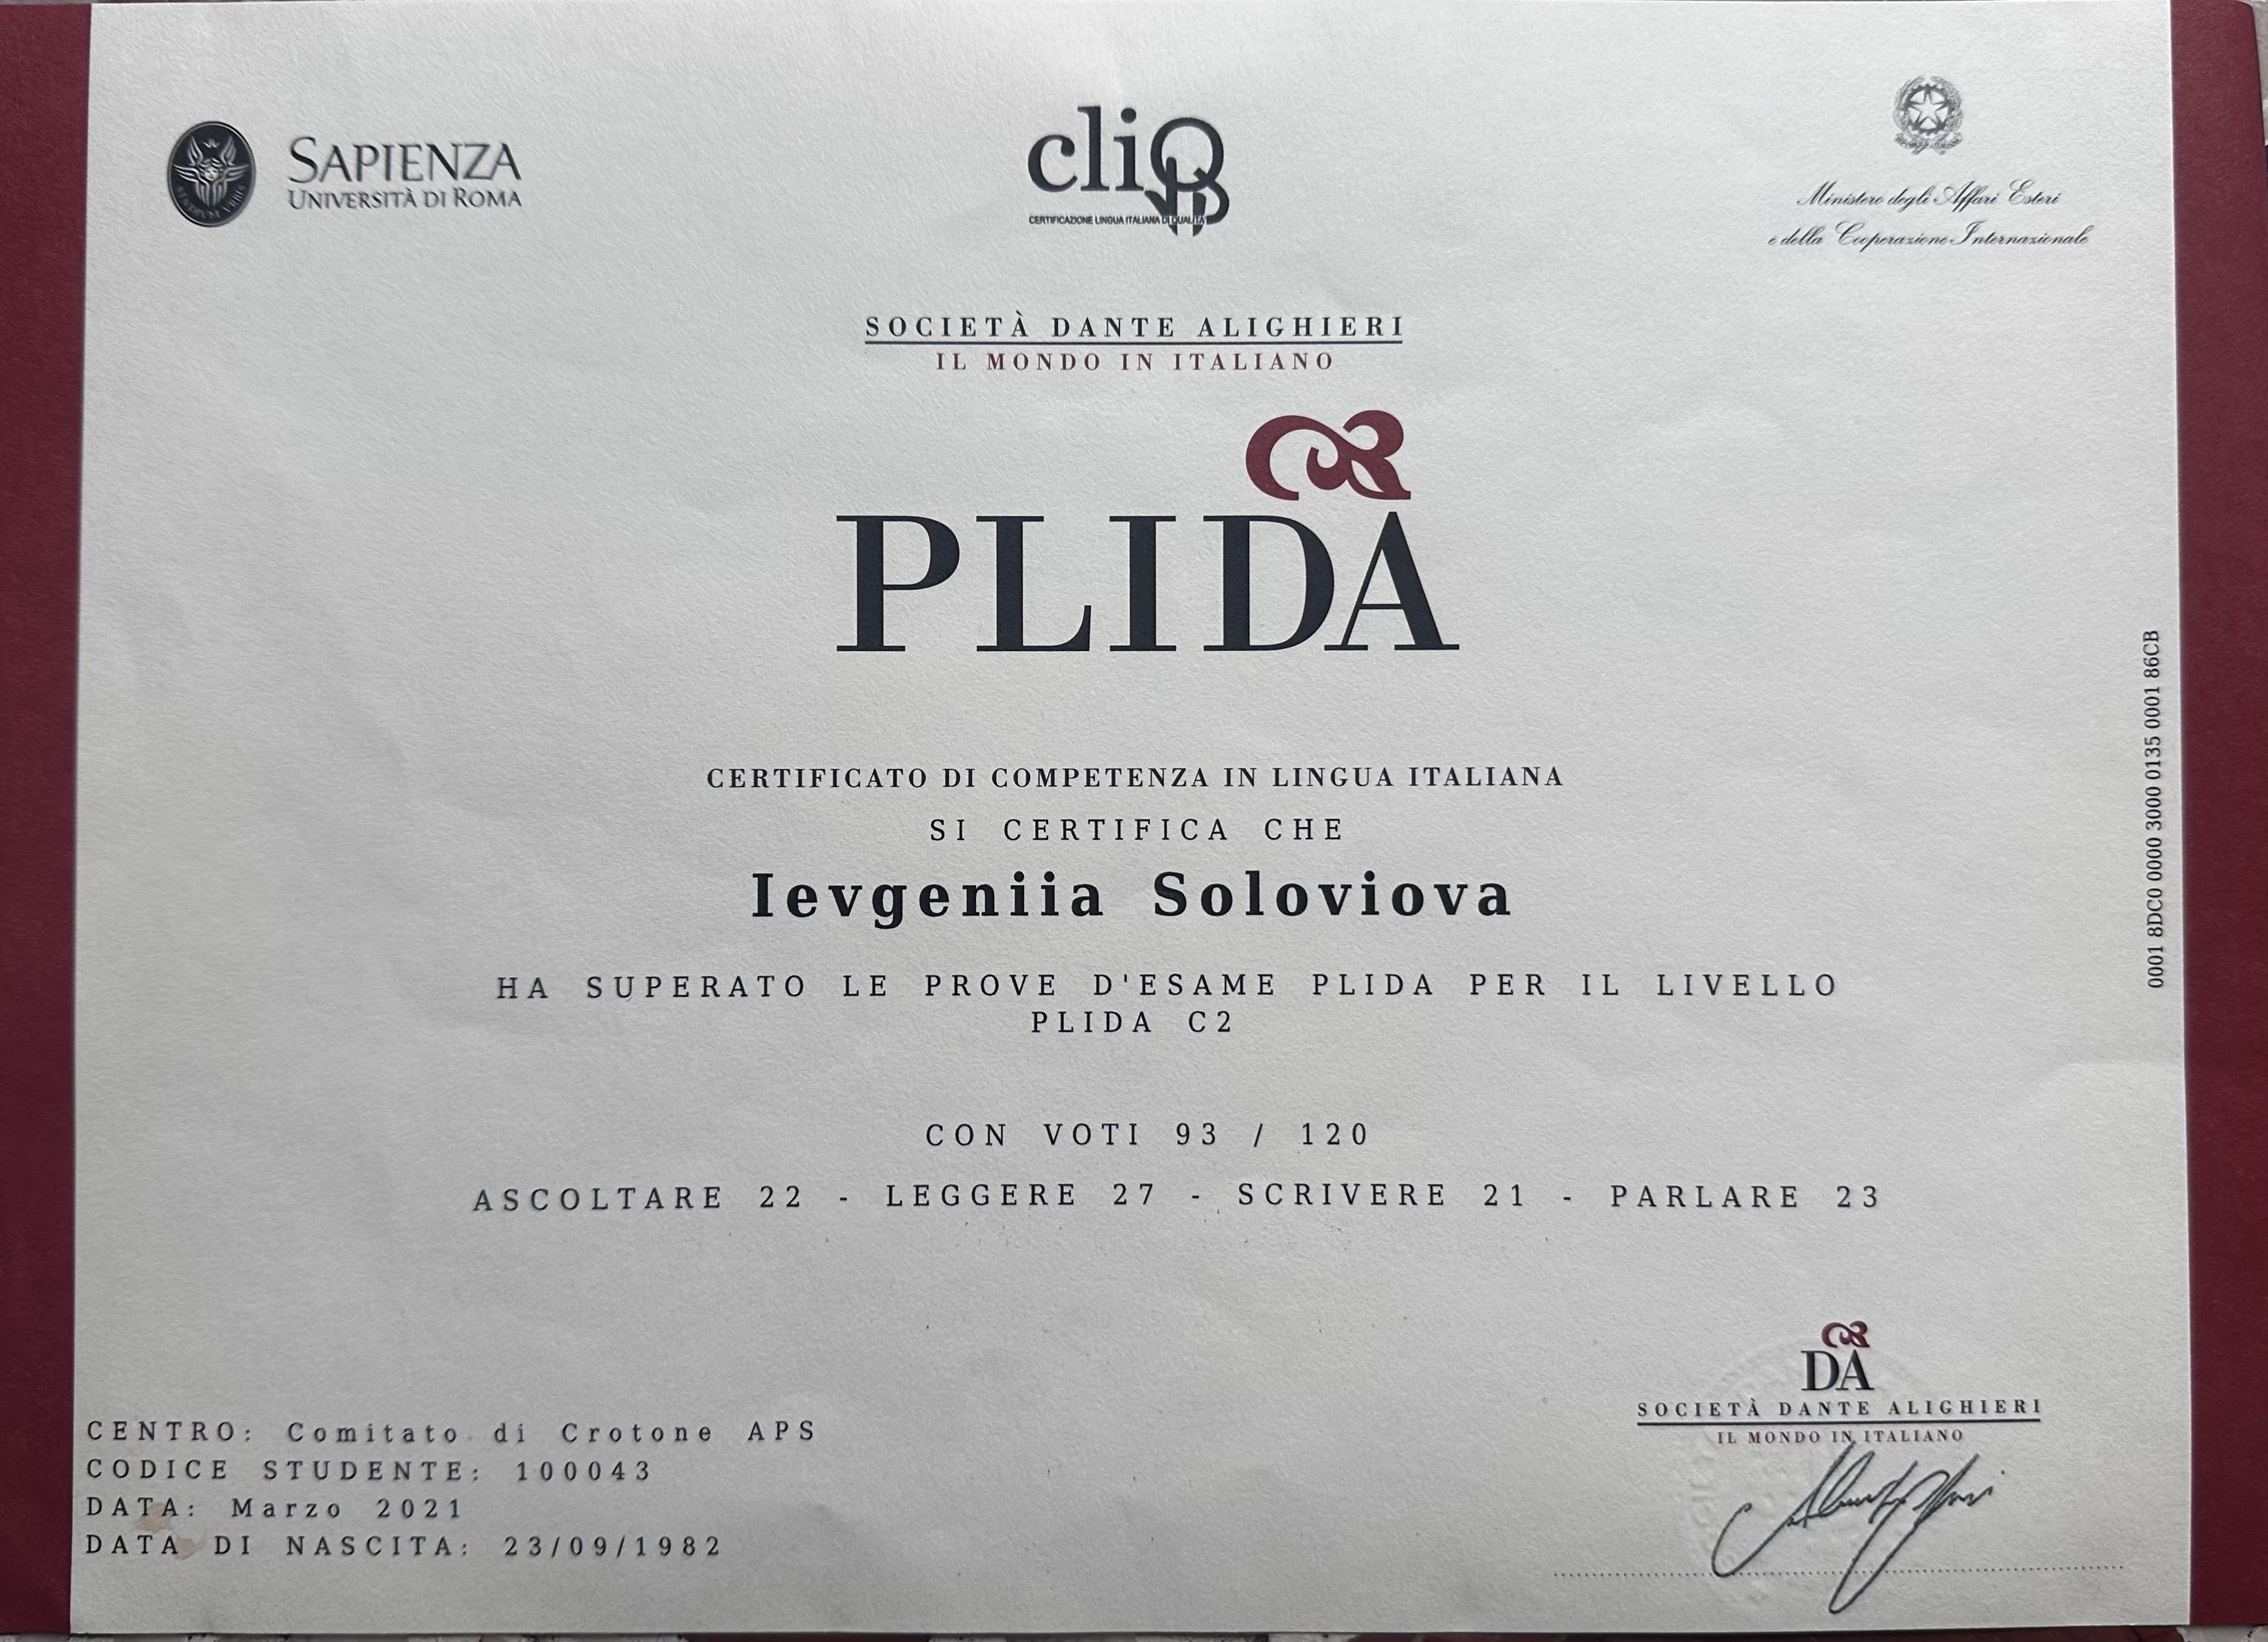 SAPIENZA
UNIVERSITÀ DI ROMA
cliQ
CERTIFICAZIONE LINGUA ITALIANA DI QUALITÀ
Ministero degli Affari Esteri
e della Cooperazione Internazionale
SOCIETÀ DANTE ALIGHIERI
IL MONDO IN ITALIANO
PLIDA
CERTIFICATO DI COMPETENZA IN LINGUA ITALIANA
SI CERTIFICA CHE
Ievgeniia Soloviova
HA SUPERATO LE PROVE D'ESAME PLIDA PER IL LIVELLO
PLIDA C2
CON VOTI 93 / 120
ASCOLTARE 22 - LEGGERE 27 - SCRIVERE 21 - PARLARE 23
0001 8DC0 0000 3000 0135 0001 86CB
CENTRO: Comitato di Crotone APS
CODICE STUDENTE: 100043
DATA: Marzo 2021
DATA DI NASCITA: 23/09/1982
DA
SOCIETÀ DANTE ALIGHIERI
IL MONDO IN ITALIANO